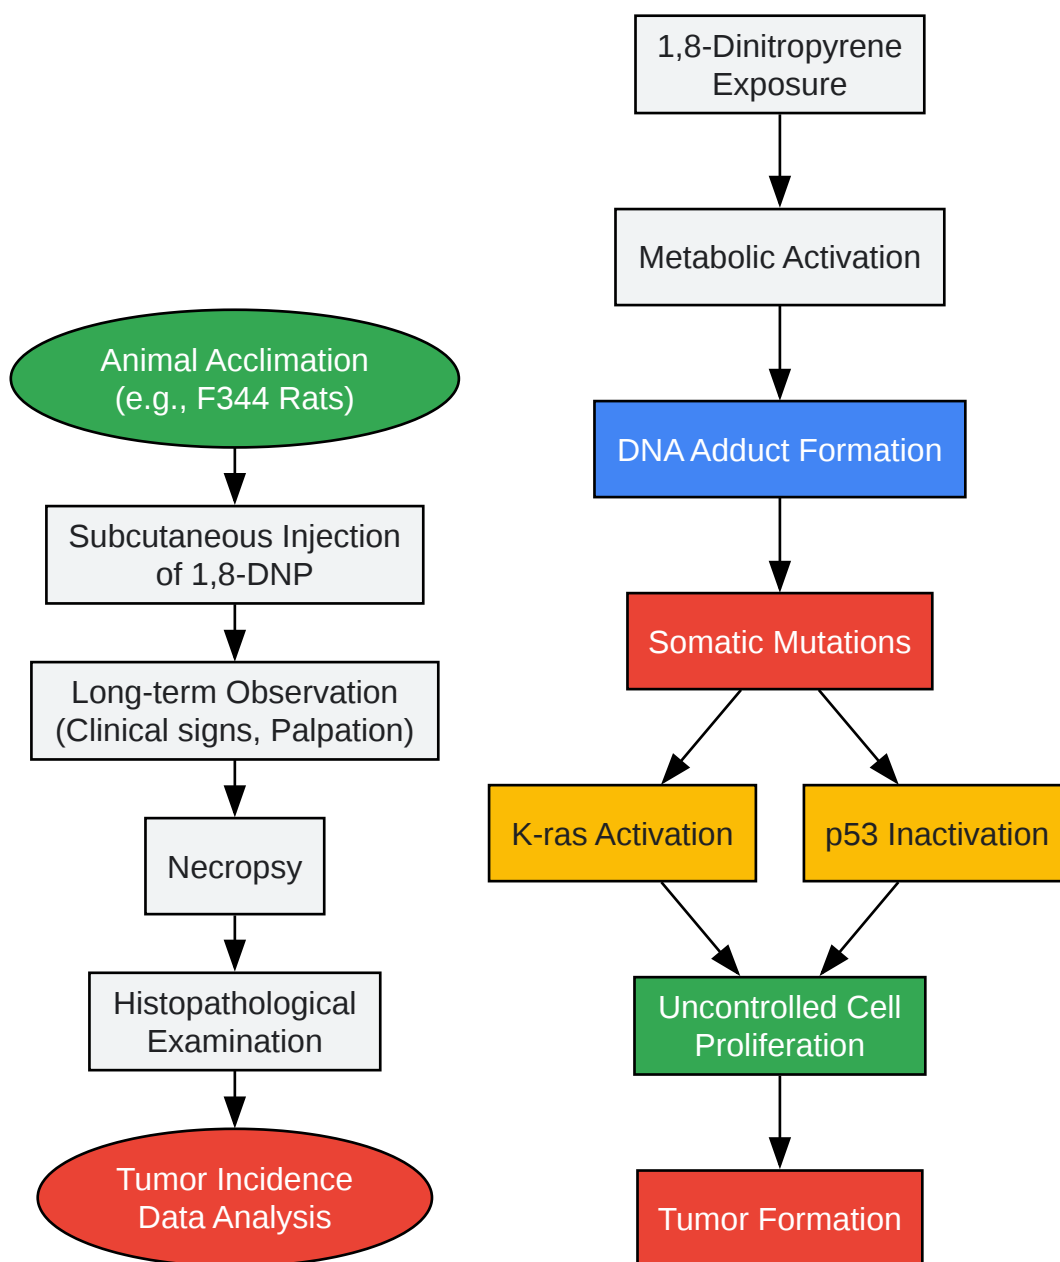 Animal Acclimation
(e.g., F344 Rats)
Subcutaneous Injection
of 1,8-DNP
Long-term Observation
(Clinical signs, Palpation)
Necropsy
Histopathological
Examination
Tumor Incidence
Data Analysis
1,8-Dinitropyrene
Exposure
Metabolic Activation
DNA Adduct Formation
Somatic Mutations
K-ras Activation
p53 Inactivation
Uncontrolled Cell
Proliferation
Tumor Formation